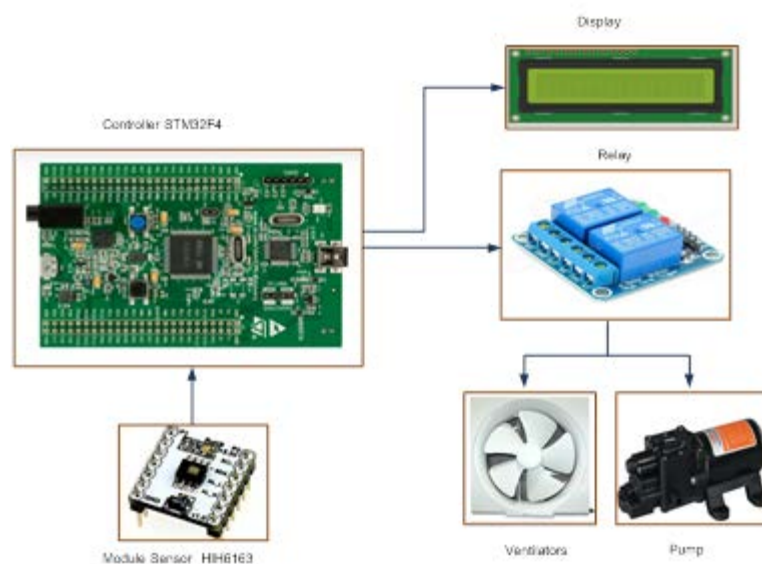 Display
Controller STM32F4
Relay
Module Sensor HIH6163
Ventilators
Pump